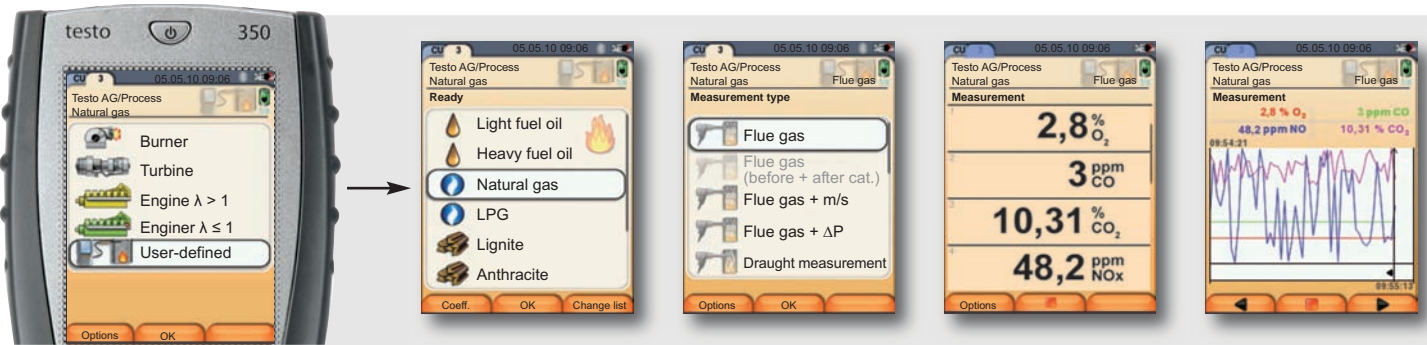 testo 350
CU 3 05.05.10 09:06
Testo AG/Process
Natural gas
Burner
Turbine
Engine λ > 1
Enginer λ ≤ 1
User-defined
Options OK
CU 3 05.05.10 09:06
Testo AG/Process
Natural gas
Ready
Light fuel oil
Heavy fuel oil
Natural gas
LPG
Lignite
Anthracite
Coeff. OK Change list
CU 3 05.05.10 09:06
Testo AG/Process
Natural gas Flue gas
Measurement type
Flue gas
Flue gas
(before + after cat.)
Flue gas + m/s
Flue gas + ΔP
Draught measurement
Options OK
CU 3 05.05.10 09:06
Testo AG/Process
Natural gas Flue gas
Measurement
1
2,8 % O₂
2
3 ppm CO
3
10,31 % CO₂
4
48,2 ppm NOx
Options
CU 3 05.05.10 09:06
Testo AG/Process
Natural gas Flue gas
Measurement
2,8 % O₂ 3 ppm CO
48,2 ppm NO 10,31 % CO₂
09:54:21
09:55:13